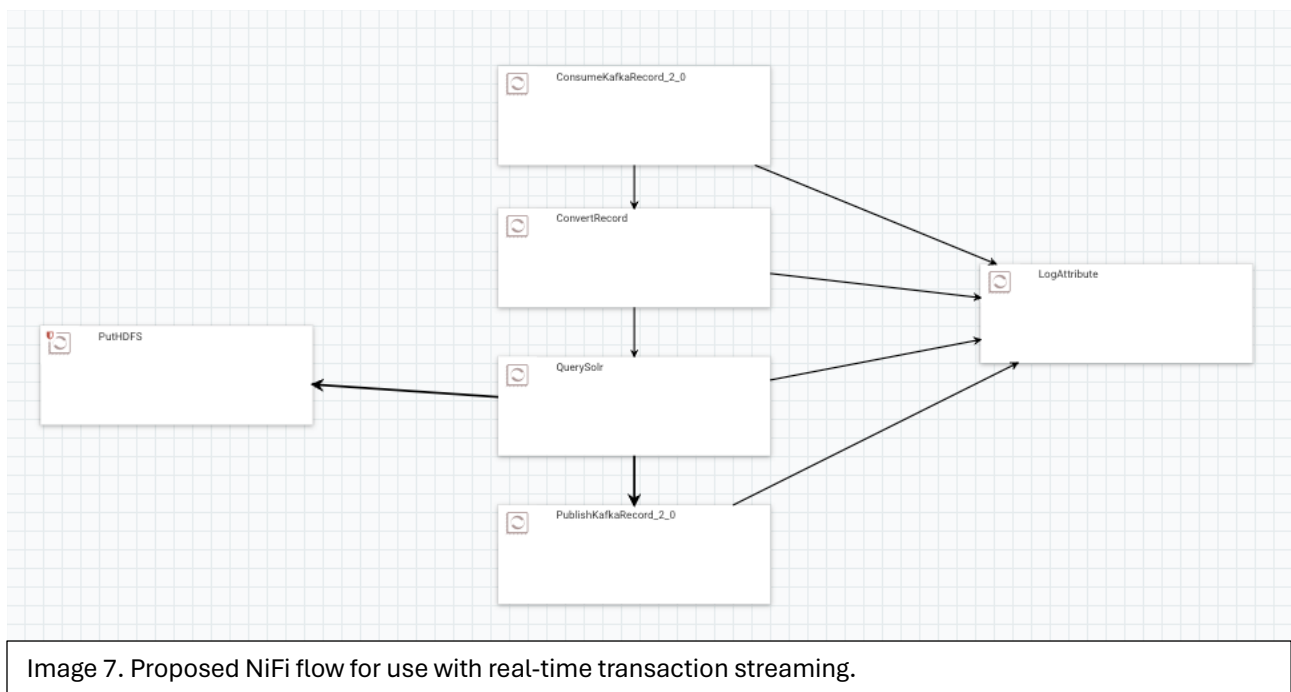 ConsumeKafkaRecord_2_0
ConvertRecord
LogAttribute
PutHDFS
QuerySolr
PublishKafkaRecord_2_0
Image 7. Proposed NiFi flow for use with real-time transaction streaming.